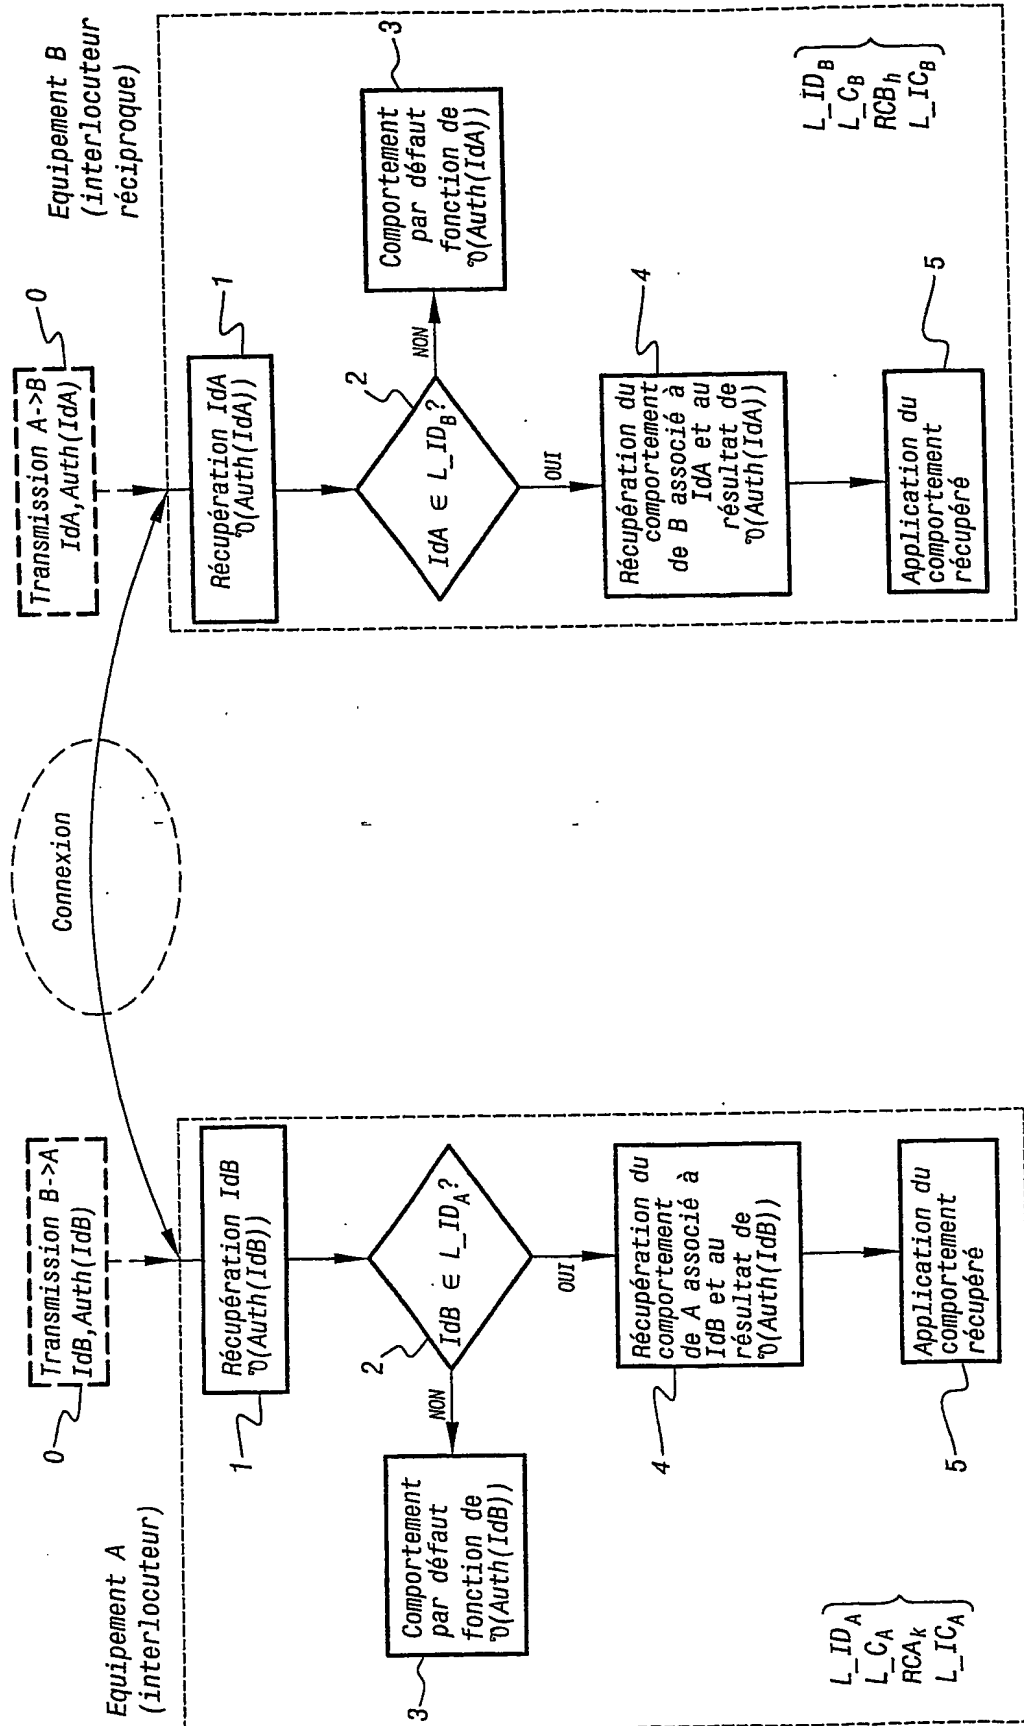 Equipement A
(interlocuteur)
0
Transmission B->A
IdB,Auth(IdB)
1
Récupération IdB
𝒱(Auth(IdB))
2
IdB ∈ L_ID_A?
NON
OUI
3
Comportement
par défaut
fonction de
𝒱(Auth(IdB))
4
Récupération du
comportement
de A associé à
IdB et au
résultat de
𝒱(Auth(IdB))
5
Application du
comportement
récupéré
L_ID_A
L_C_A
RCA_k
L_IC_A
Connexion
Equipement B
(interlocuteur
réciproque)
0
Transmission A->B
IdA,Auth(IdA)
1
Récupération IdA
𝒱(Auth(IdA))
2
IdA ∈ L_ID_B?
NON
OUI
3
Comportement
par défaut
fonction de
𝒱(Auth(IdA))
4
Récupération du
comportement
de B associé à
IdA et au
résultat de
𝒱(Auth(IdA))
5
Application du
comportement
récupéré
L_ID_B
L_C_B
RCB_h
L_IC_B